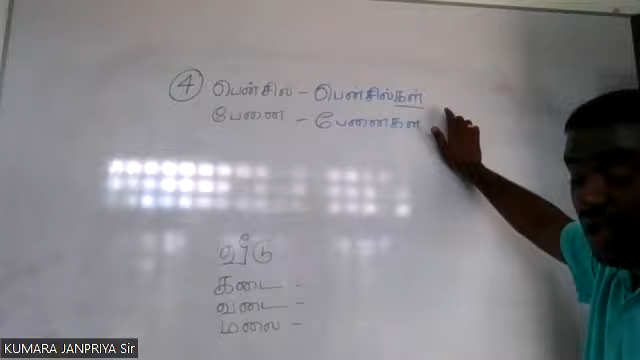 ④ பென்சில - பென்சில்கள்
பேனை - பேனைகள
வீடு
கடை -
வடை -
மலை -
KUMARA JANPRIYA Sir